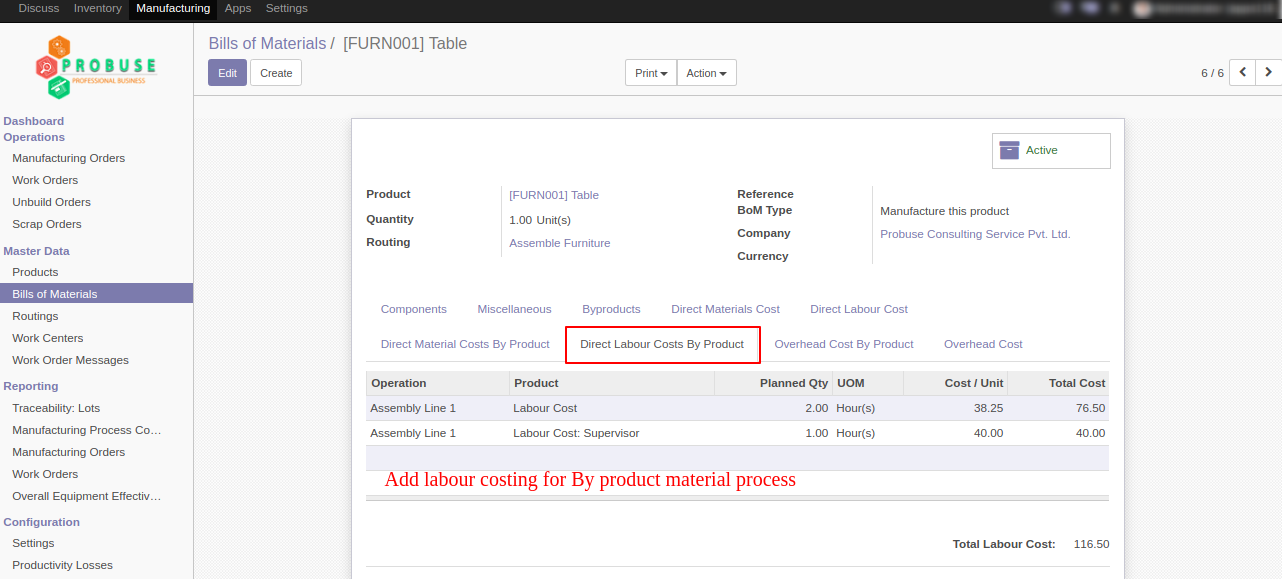 Discuss Inventory Manufacturing Apps Settings
PROBUSE
PROFESSIONAL BUSINESS
Dashboard
Operations
Manufacturing Orders
Work Orders
Unbuild Orders
Scrap Orders
Master Data
Products
Bills of Materials
Routings
Work Centers
Work Order Messages
Reporting
Traceability: Lots
Manufacturing Process Co...
Manufacturing Orders
Work Orders
Overall Equipment Effectiv...
Configuration
Settings
Productivity Losses
Bills of Materials / [FURN001] Table
Edit Create Print Action 6 / 6
Active
Product [FURN001] Table
Quantity 1.00 Unit(s)
Routing Assemble Furniture
Reference
BoM Type Manufacture this product
Company Probuse Consulting Service Pvt. Ltd.
Currency
Components Miscellaneous Byproducts Direct Materials Cost Direct Labour Cost
Direct Material Costs By Product Direct Labour Costs By Product Overhead Cost By Product Overhead Cost
Operation Product Planned Qty UOM Cost / Unit Total Cost
Assembly Line 1 Labour Cost 2.00 Hour(s) 38.25 76.50
Assembly Line 1 Labour Cost: Supervisor 1.00 Hour(s) 40.00 40.00
Add labour costing for By product material process
Total Labour Cost: 116.50